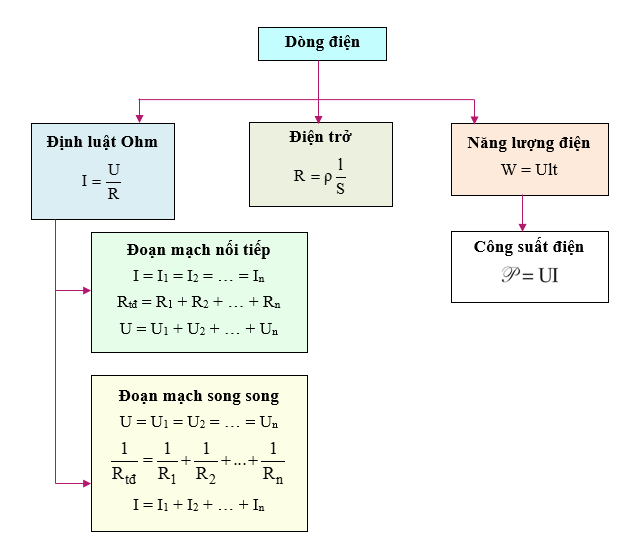 Dòng điện
Định luật Ohm
I = U/R
Điện trở
R = ρ l/S
Năng lượng điện
W = UIt
Công suất điện
𝒫 = UI
Đoạn mạch nối tiếp
I = I₁ = I₂ = … = Iₙ
Rtđ = R₁ + R₂ + … + Rₙ
U = U₁ + U₂ + … + Uₙ
Đoạn mạch song song
U = U₁ = U₂ = … = Uₙ
1/Rtđ = 1/R₁ + 1/R₂ + ... + 1/Rₙ
I = I₁ + I₂ + … + Iₙ